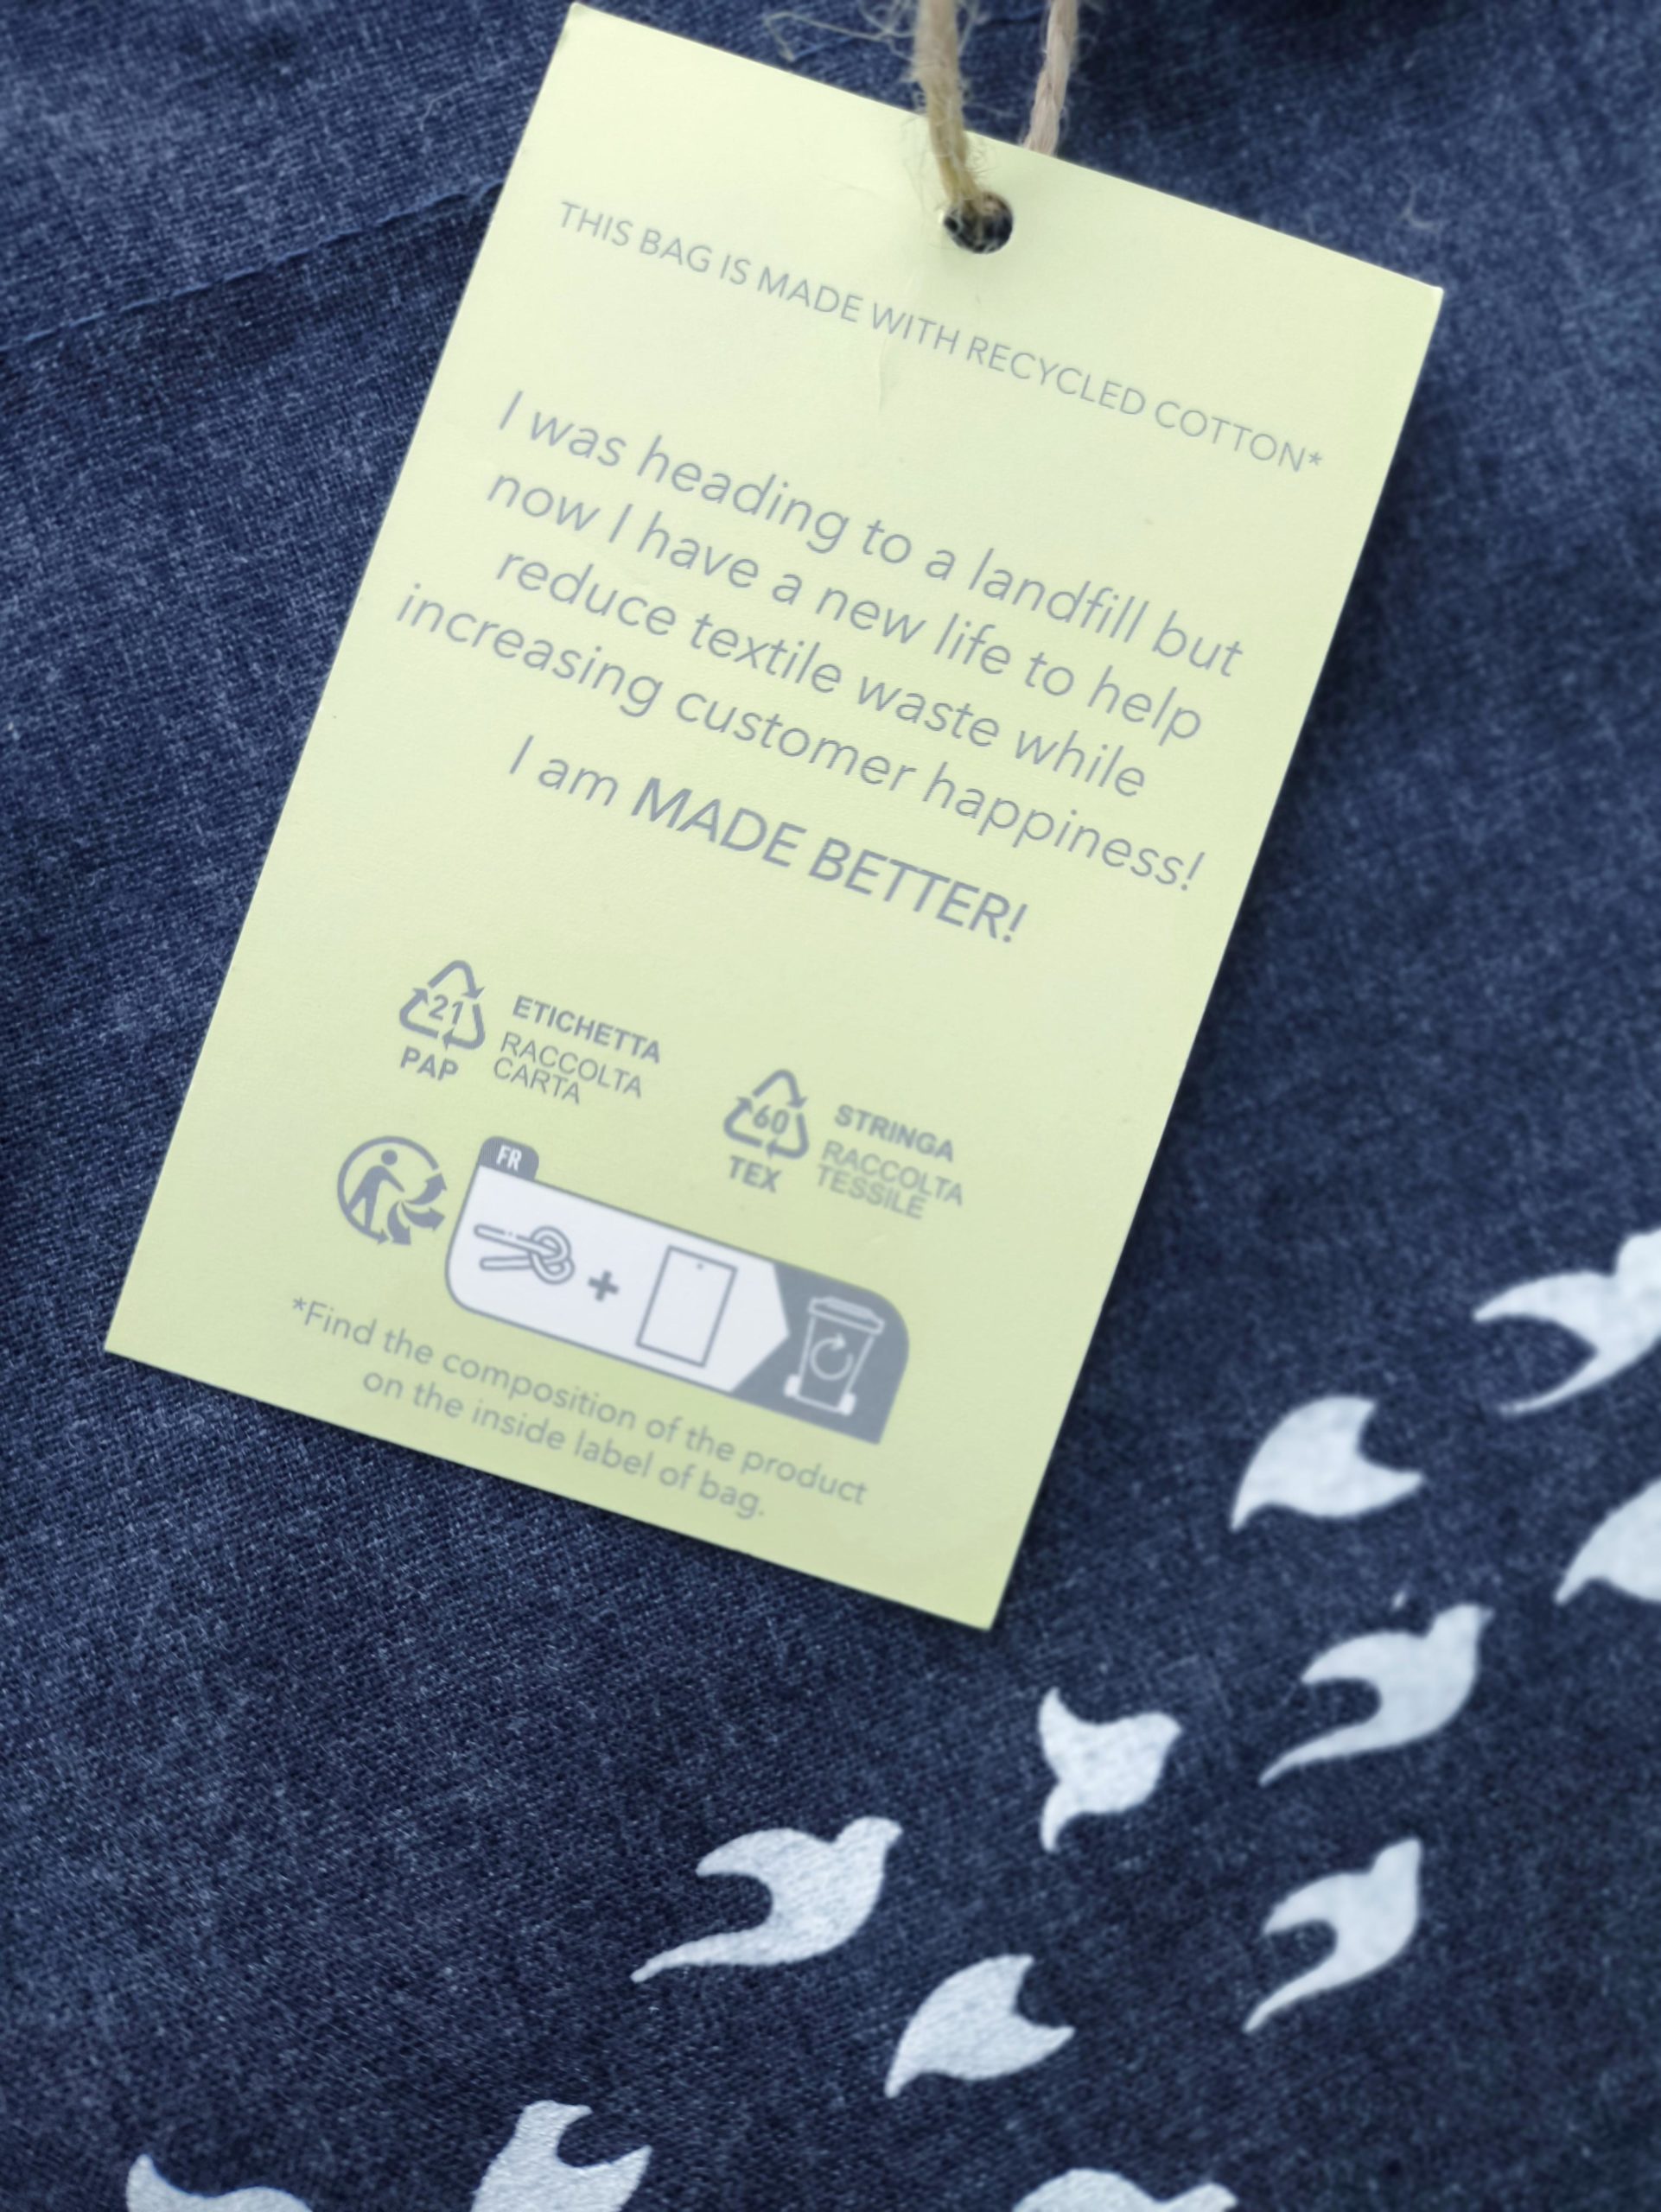 THIS BAG IS MADE WITH RECYCLED COTTON*
I was heading to a landfill but
now I have a new life to help
reduce textile waste while
increasing customer happiness!
I am MADE BETTER!
21
PAP
ETICHETTA
RACCOLTA
CARTA
60
TEX
STRINGA
RACCOLTA
TESSILE
FR
+
*Find the composition of the product
on the inside label of bag.